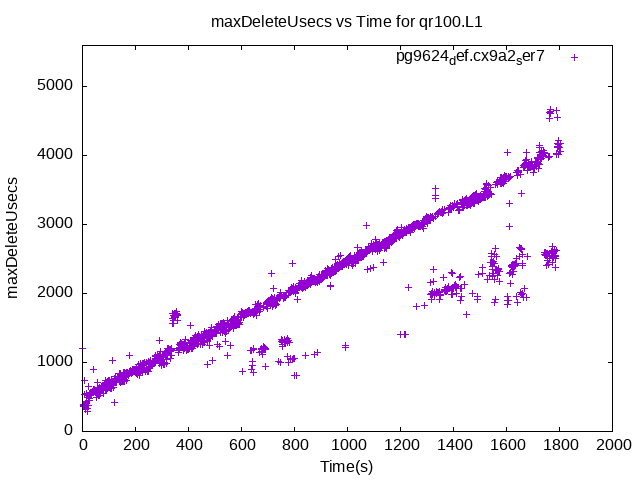 maxDeleteUsecs vs Time for qr100.L1
pg9624def.cx9a2ser7
5000
4000
3000
2000
1000
0
maxDeleteUsecs
0 200 400 600 800 1000 1200 1400 1600 1800 2000
Time(s)